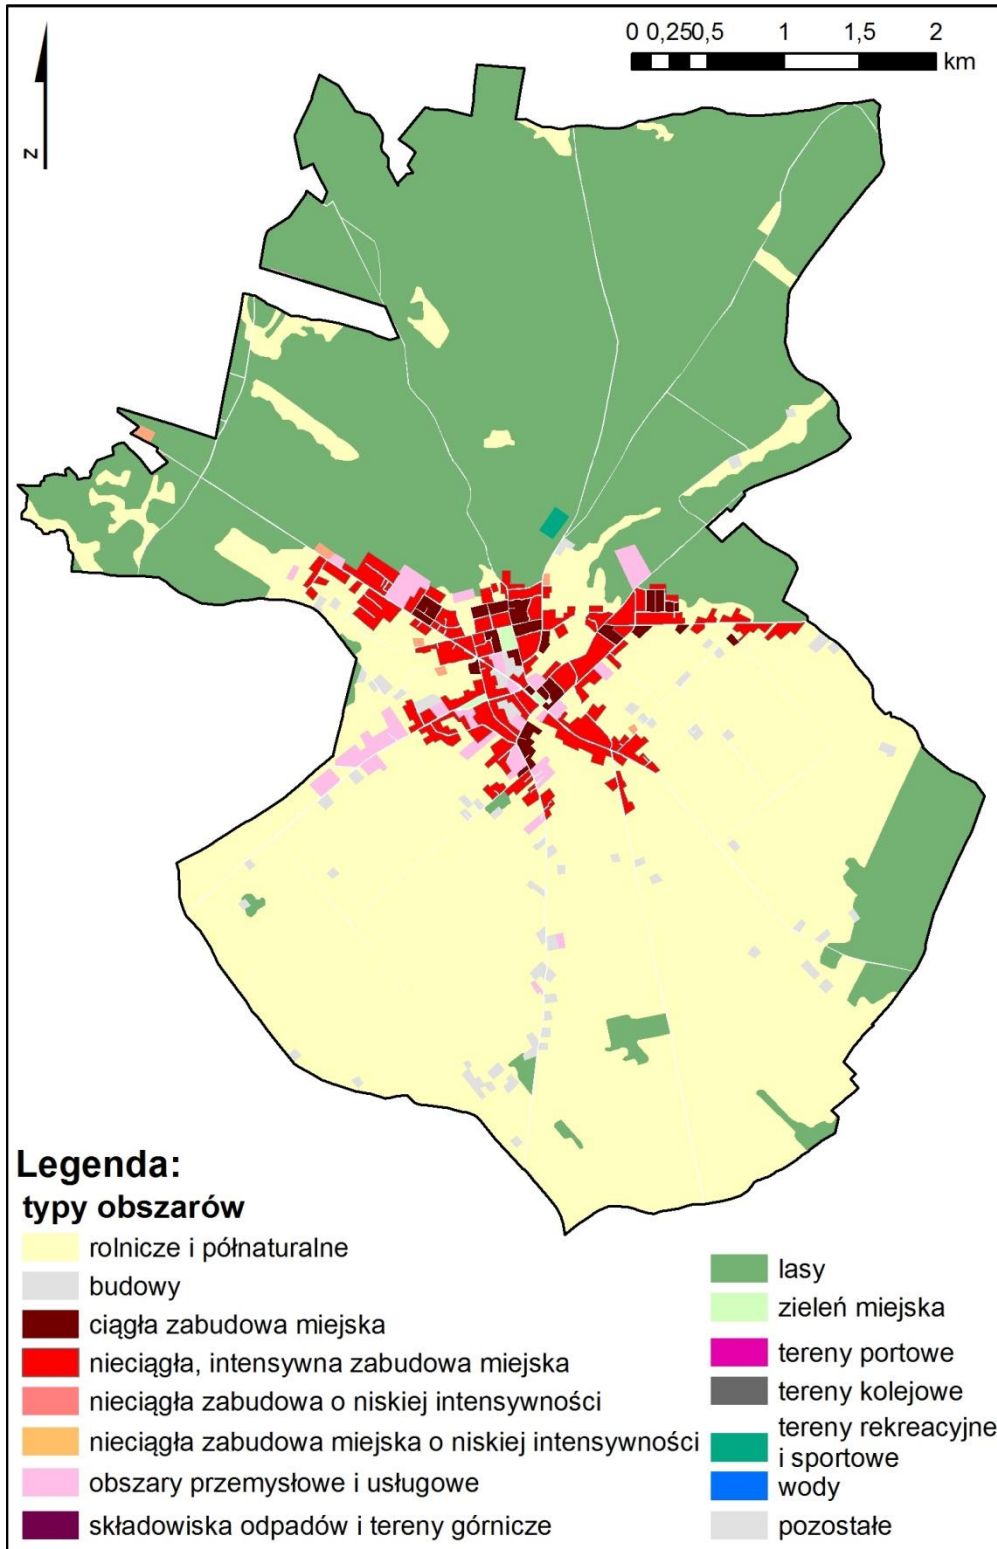 0 0,250,5 1 1,5 2
km
N
Legenda:
typy obszarów
rolnicze i półnaturalne
budowy
ciągła zabudowa miejska
nieciągła, intensywna zabudowa miejska
nieciągła zabudowa o niskiej intensywności
nieciągła zabudowa miejska o niskiej intensywności
obszary przemysłowe i usługowe
składowiska odpadów i tereny górnicze
lasy
zieleń miejska
tereny portowe
tereny kolejowe
tereny rekreacyjne
i sportowe
wody
pozostałe